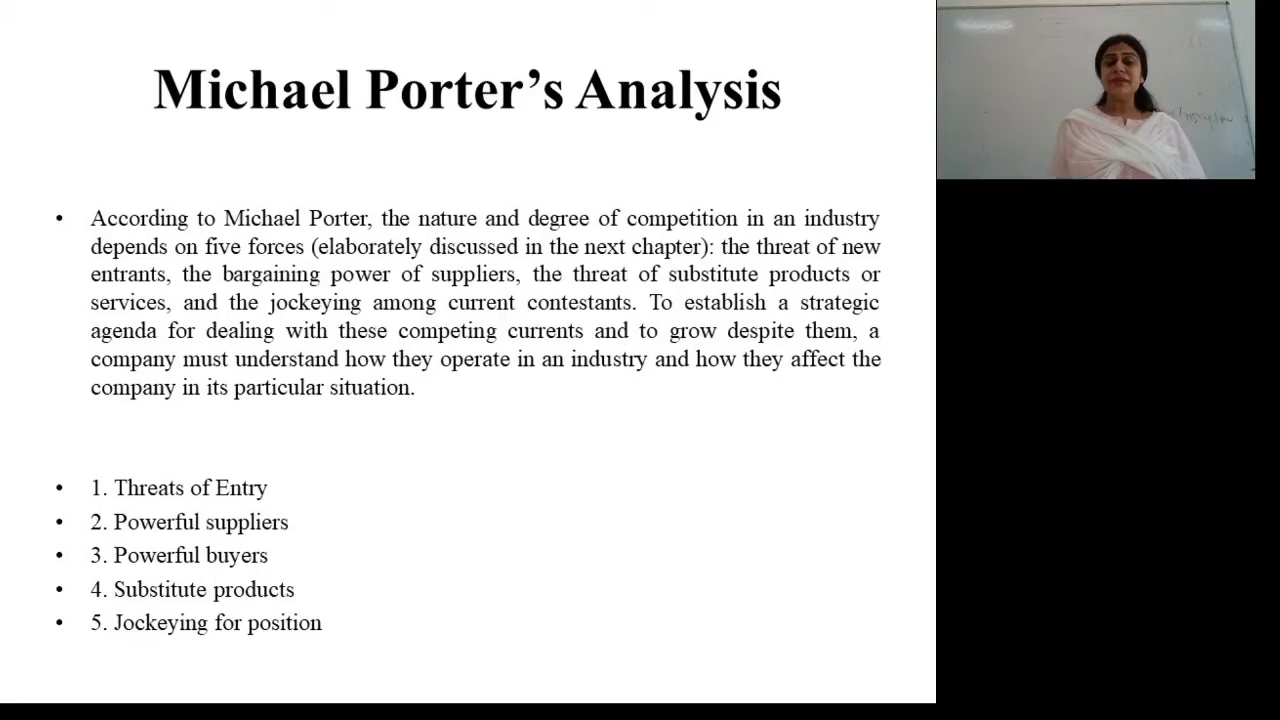 Michael Porter’s Analysis
• According to Michael Porter, the nature and degree of competition in an industry
depends on five forces (elaborately discussed in the next chapter): the threat of new
entrants, the bargaining power of suppliers, the threat of substitute products or
services, and the jockeying among current contestants. To establish a strategic
agenda for dealing with these competing currents and to grow despite them, a
company must understand how they operate in an industry and how they affect the
company in its particular situation.
• 1. Threats of Entry
• 2. Powerful suppliers
• 3. Powerful buyers
• 4. Substitute products
• 5. Jockeying for position